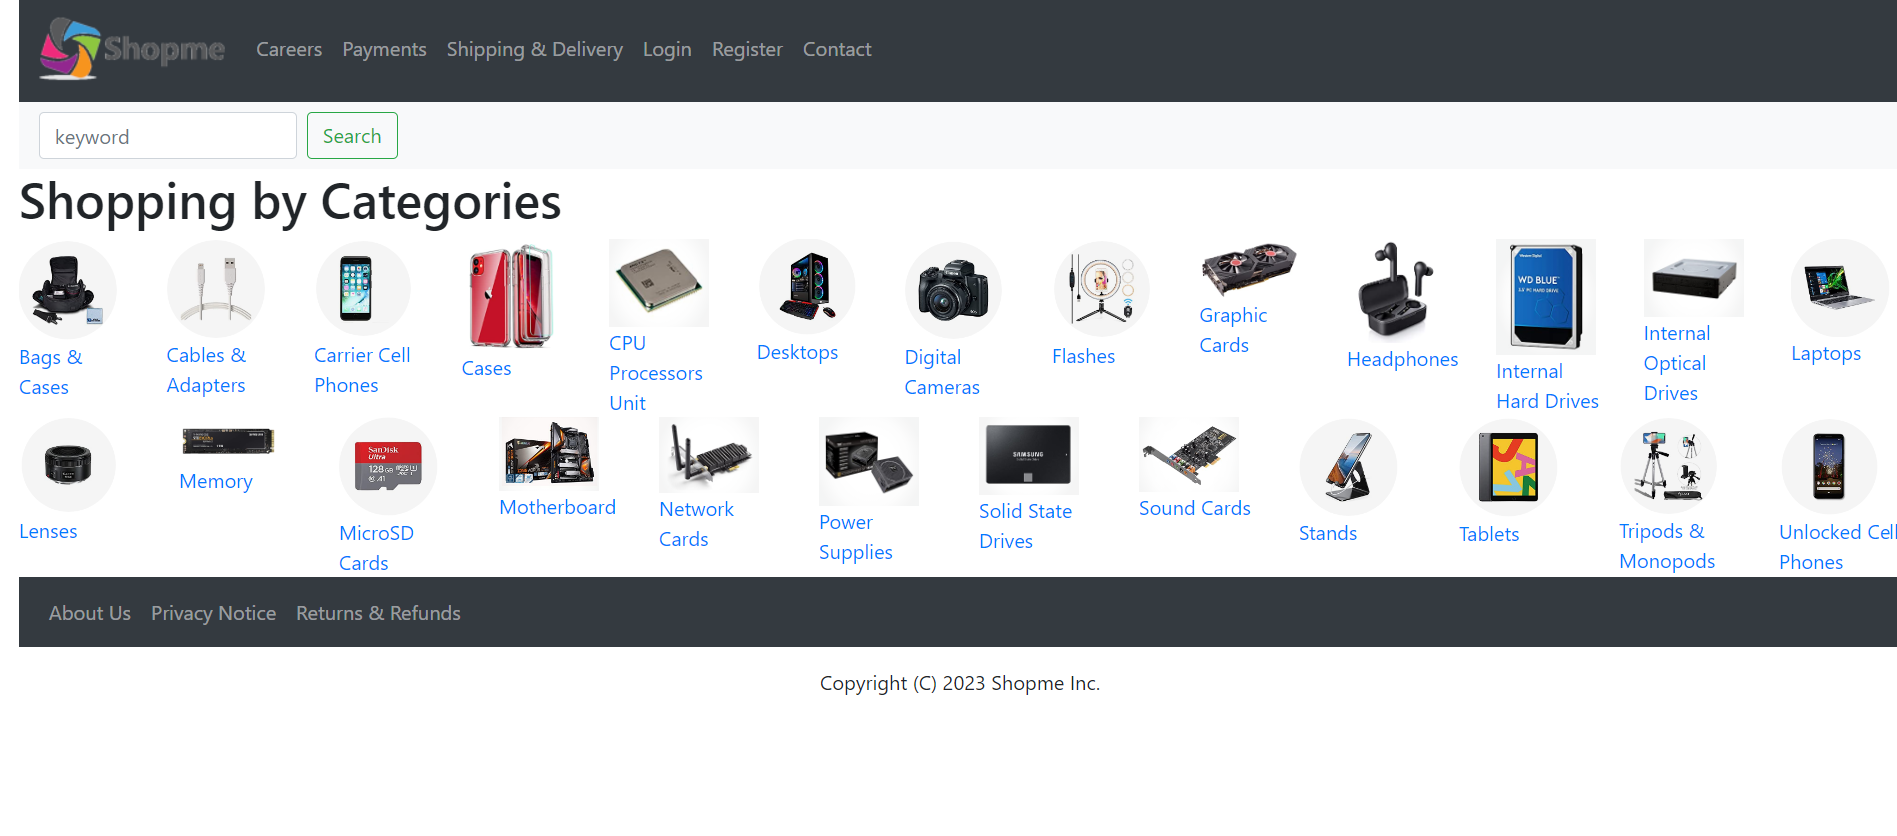 Shopme
Careers Payments Shipping & Delivery Login Register Contact
keyword
Search
Shopping by Categories
Bags &
Cases
Cables &
Adapters
Carrier Cell
Phones
Cases
CPU
Processors
Unit
Desktops
Digital
Cameras
Flashes
Graphic
Cards
Headphones
WD BLUE
Internal
Hard Drives
Internal
Optical
Drives
Laptops
Lenses
Memory
SanDisk
Ultra
128
MicroSD
Cards
Motherboard
Network
Cards
Power
Supplies
SAMSUNG
Solid State
Drives
Sound Cards
Stands
Tablets
Tripods &
Monopods
Unlocked Cell
Phones
About Us Privacy Notice Returns & Refunds
Copyright (C) 2023 Shopme Inc.